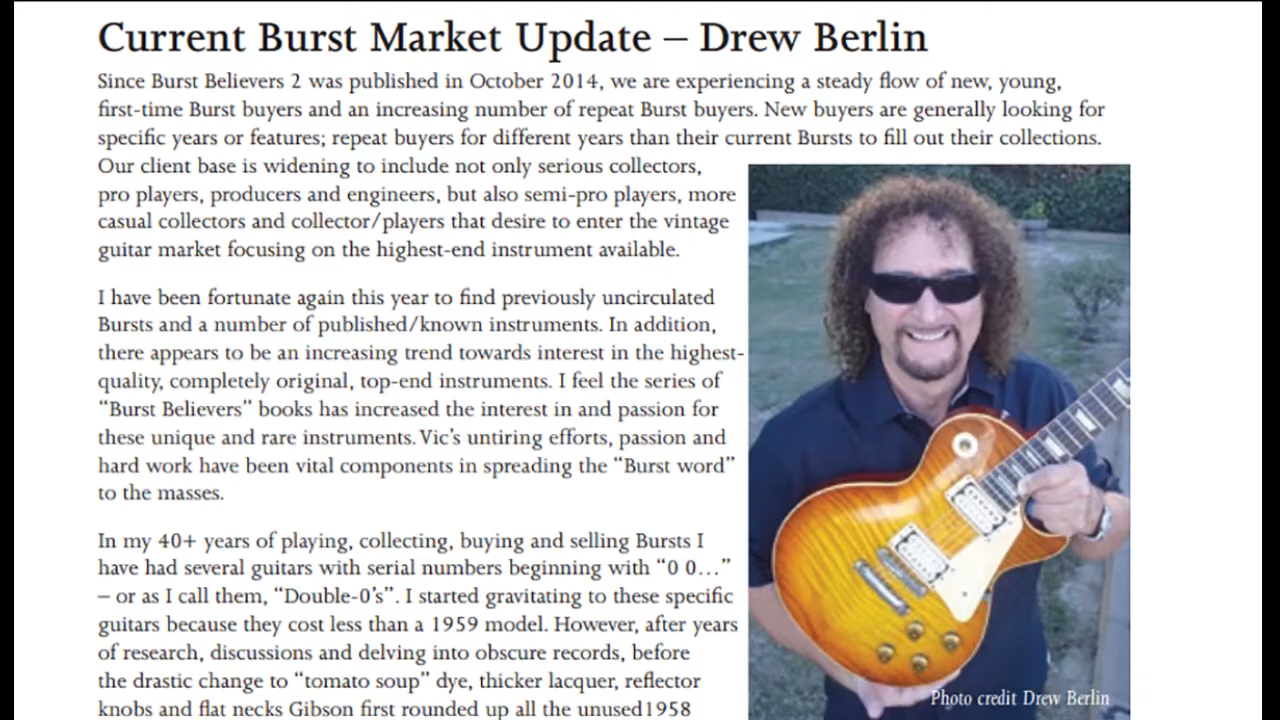 Current Burst Market Update – Drew Berlin
Since Burst Believers 2 was published in October 2014, we are experiencing a steady flow of new, young,
first-time Burst buyers and an increasing number of repeat Burst buyers. New buyers are generally looking for
specific years or features; repeat buyers for different years than their current Bursts to fill out their collections.
Our client base is widening to include not only serious collectors,
pro players, producers and engineers, but also semi-pro players, more
casual collectors and collector/players that desire to enter the vintage
guitar market focusing on the highest-end instrument available.
I have been fortunate again this year to find previously uncirculated
Bursts and a number of published/known instruments. In addition,
there appears to be an increasing trend towards interest in the highest-
quality, completely original, top-end instruments. I feel the series of
“Burst Believers” books has increased the interest in and passion for
these unique and rare instruments. Vic’s untiring efforts, passion and
hard work have been vital components in spreading the “Burst word”
to the masses.
In my 40+ years of playing, collecting, buying and selling Bursts I
have had several guitars with serial numbers beginning with “0 0…”
– or as I call them, “Double-0’s”. I started gravitating to these specific
guitars because they cost less than a 1959 model. However, after years
of research, discussions and delving into obscure records, before
the drastic change to “tomato soup” dye, thicker lacquer, reflector
knobs and flat necks Gibson first rounded up all the unused1958
Photo credit Drew Berlin